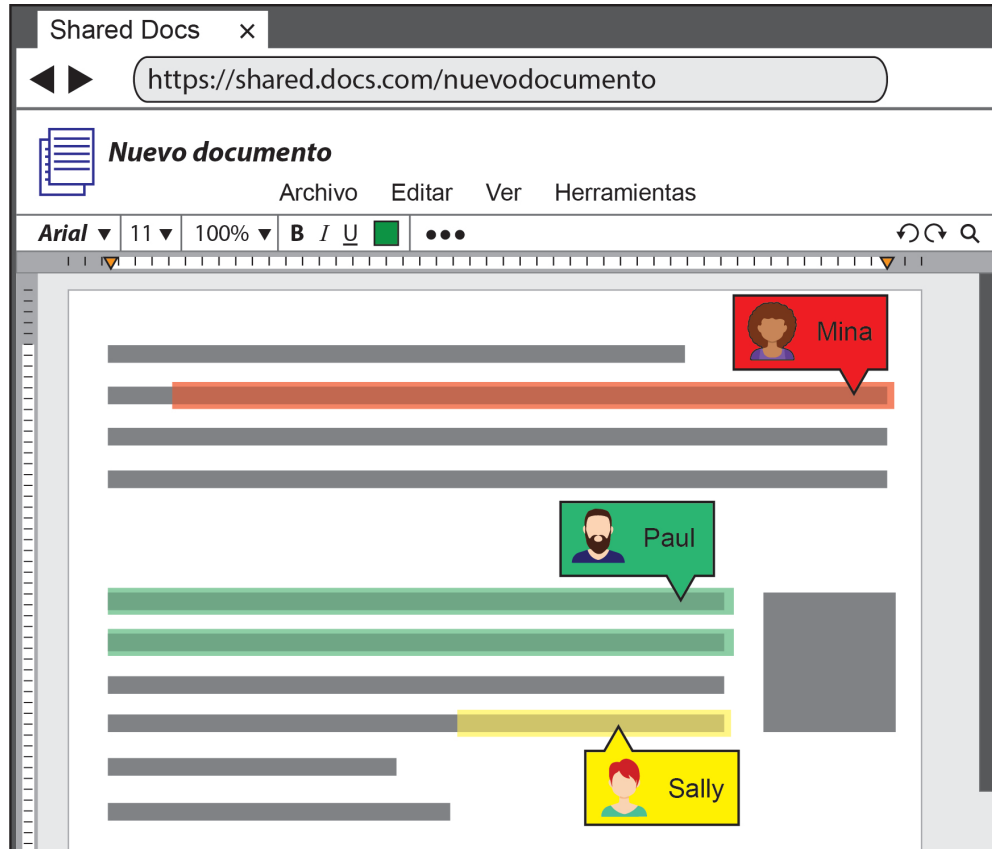 Shared Docs ×
https://shared.docs.com/nuevodocumento
Nuevo documento
Archivo Editar Ver Herramientas
Arial 11 100% B I U
Mina
Paul
Sally